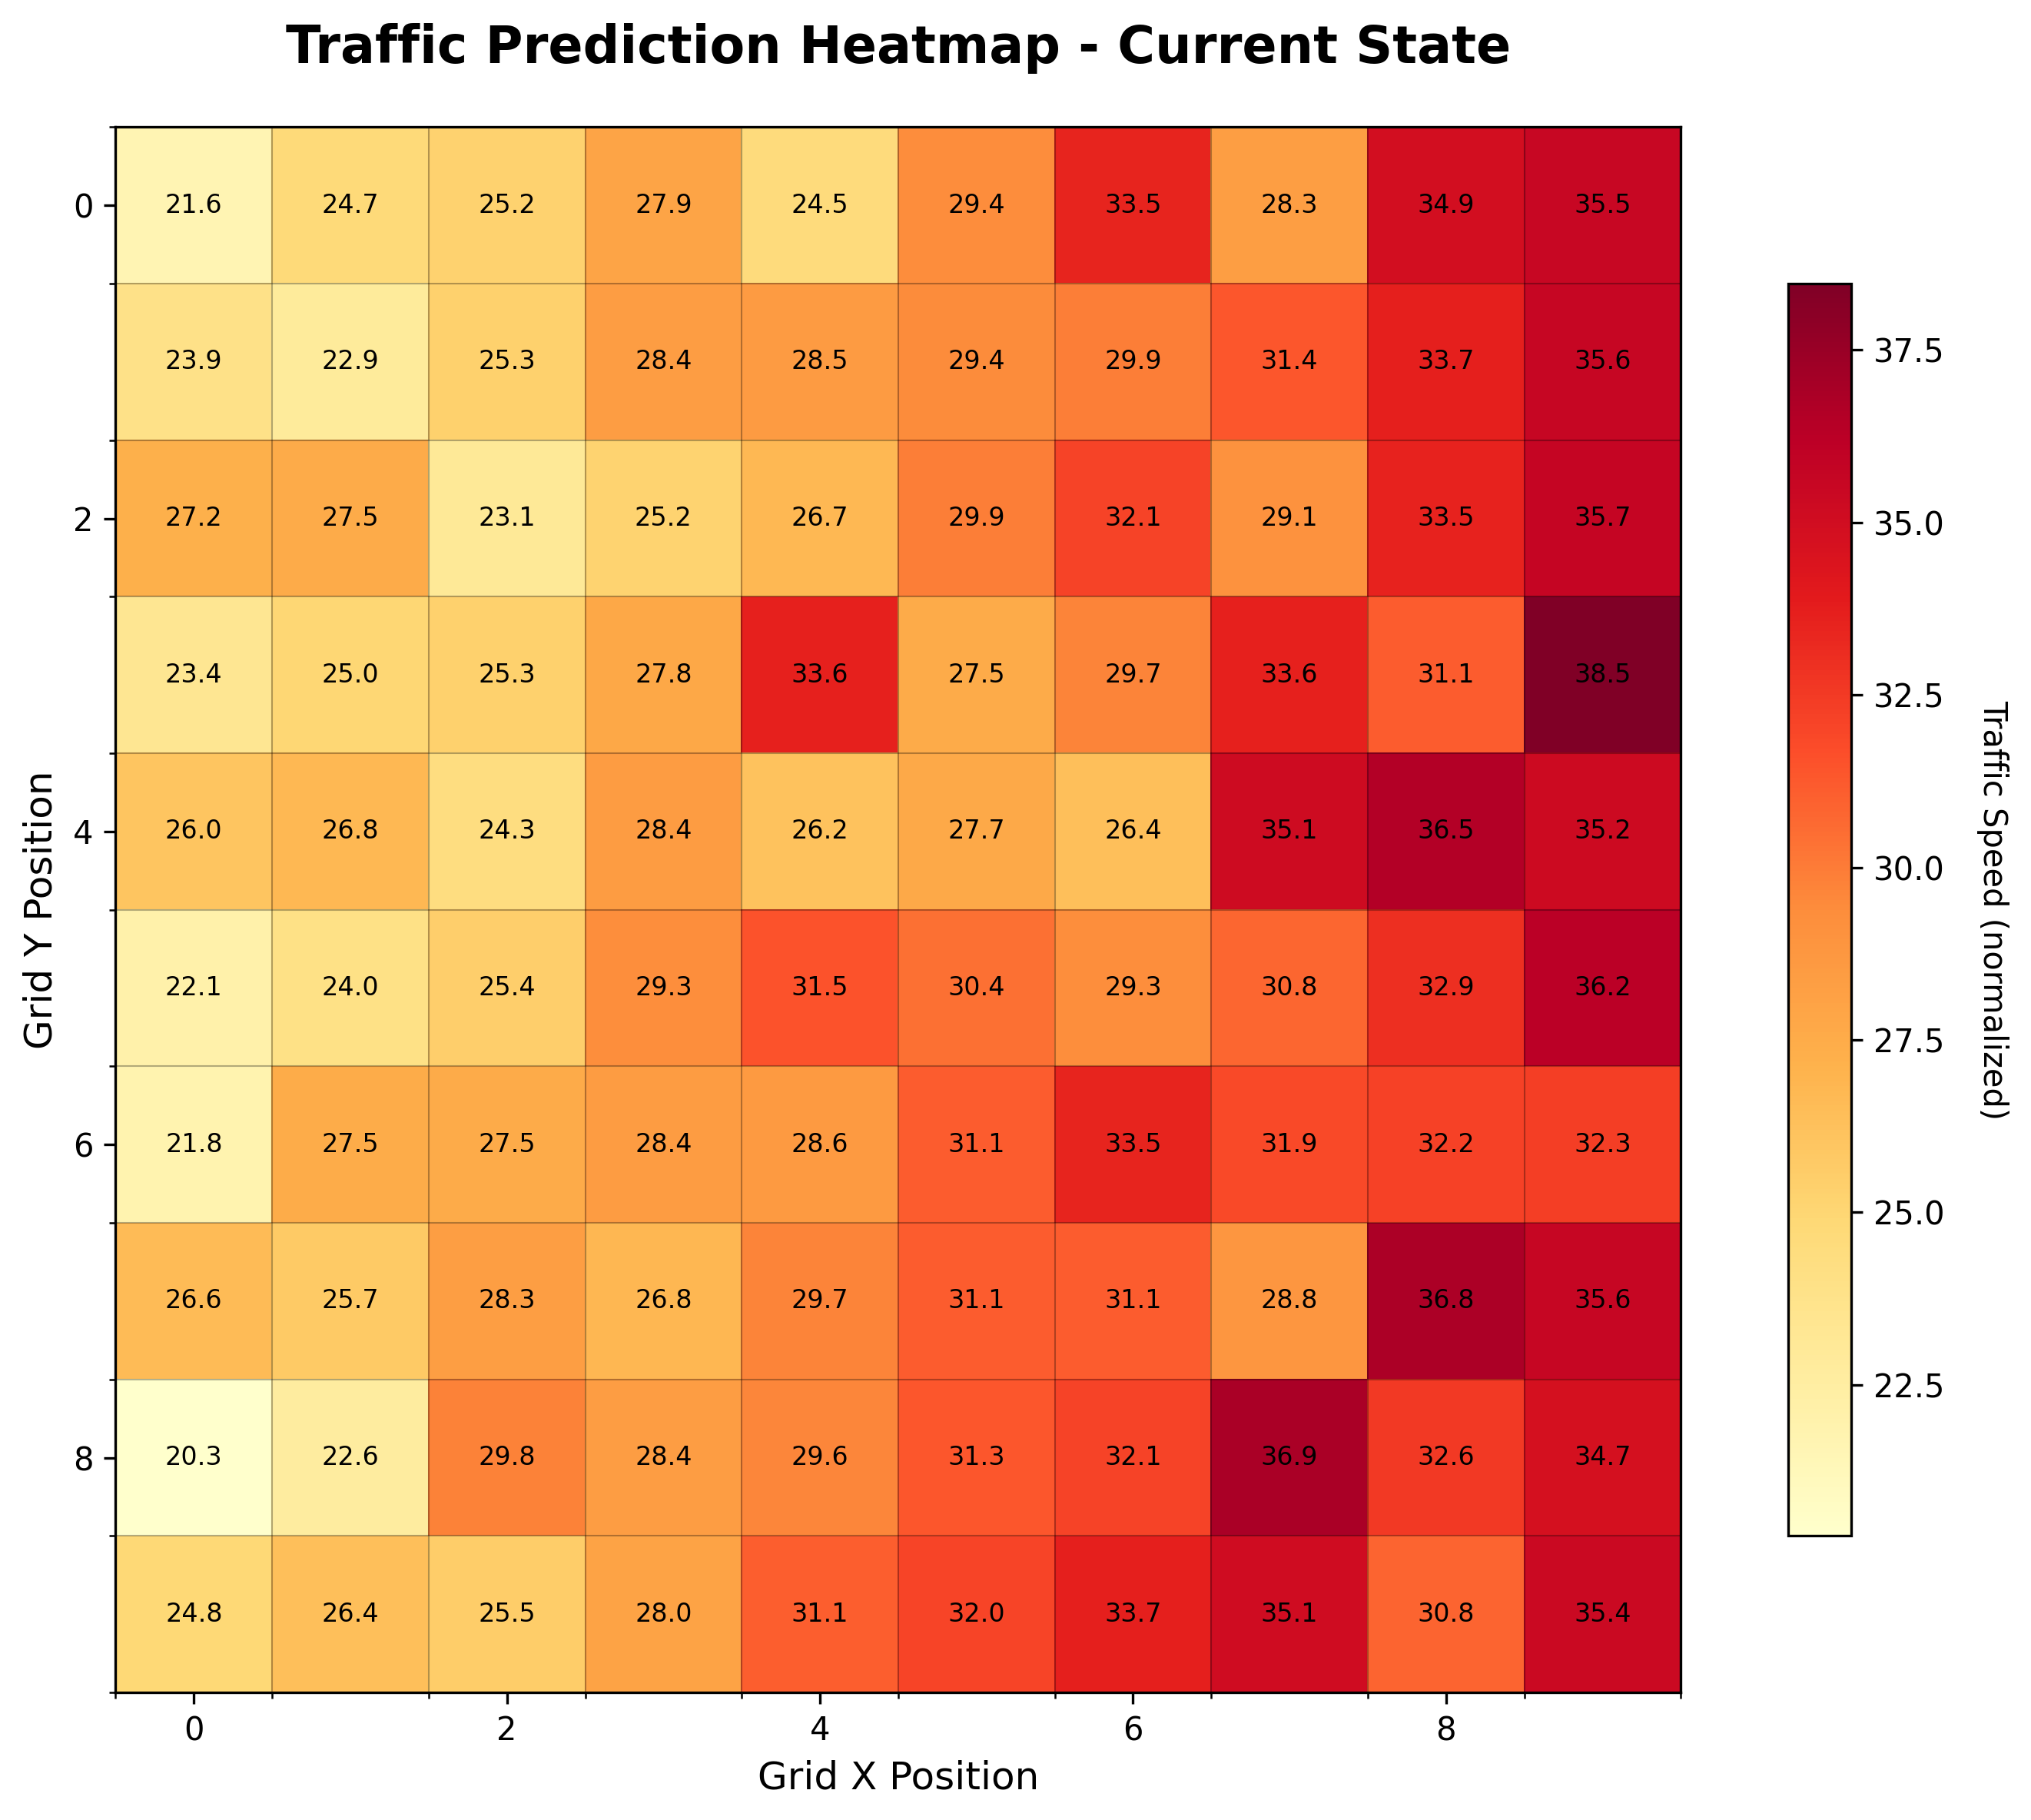 Traffic Prediction Heatmap - Current State
0 21.6 24.7 25.2 27.9 24.5 29.4 33.5 28.3 34.9 35.5
23.9 22.9 25.3 28.4 28.5 29.4 29.9 31.4 33.7 35.6
2 27.2 27.5 23.1 25.2 26.7 29.9 32.1 29.1 33.5 35.7
23.4 25.0 25.3 27.8 33.6 27.5 29.7 33.6 31.1 38.5
4 26.0 26.8 24.3 28.4 26.2 27.7 26.4 35.1 36.5 35.2
22.1 24.0 25.4 29.3 31.5 30.4 29.3 30.8 32.9 36.2
6 21.8 27.5 27.5 28.4 28.6 31.1 33.5 31.9 32.2 32.3
26.6 25.7 28.3 26.8 29.7 31.1 31.1 28.8 36.8 35.6
8 20.3 22.6 29.8 28.4 29.6 31.3 32.1 36.9 32.6 34.7
24.8 26.4 25.5 28.0 31.1 32.0 33.7 35.1 30.8 35.4
0 2 4 6 8
Grid X Position
Grid Y Position
37.5
35.0
32.5
30.0
27.5
25.0
22.5
Traffic Speed (normalized)